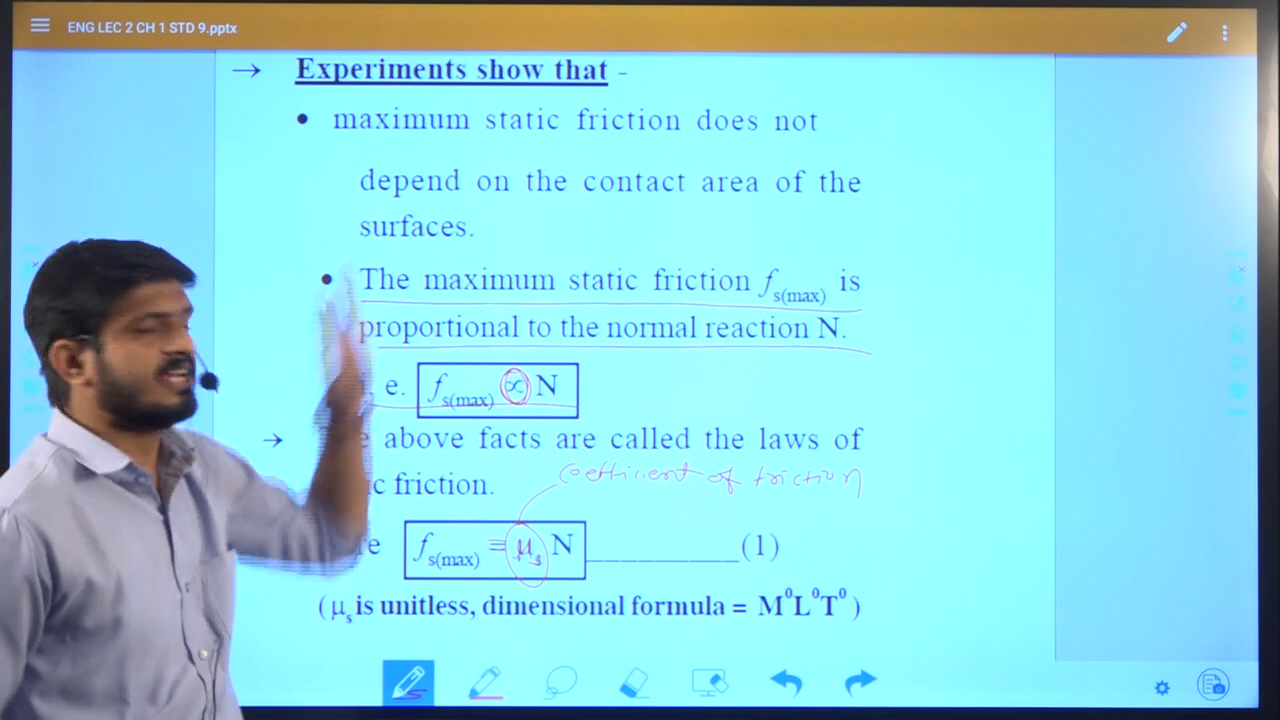 ENG LEC 2 CH 1 STD 9.pptx
→ Experiments show that -
• maximum static friction does not
depend on the contact area of the
surfaces.
• The maximum static friction fs(max) is
proportional to the normal reaction N.
e. fs(max) ∝ N
→ above facts are called the laws of
coefficient of friction
friction.
fs(max) = μs N (1)
(μs is unitless, dimensional formula = M⁰L⁰T⁰)